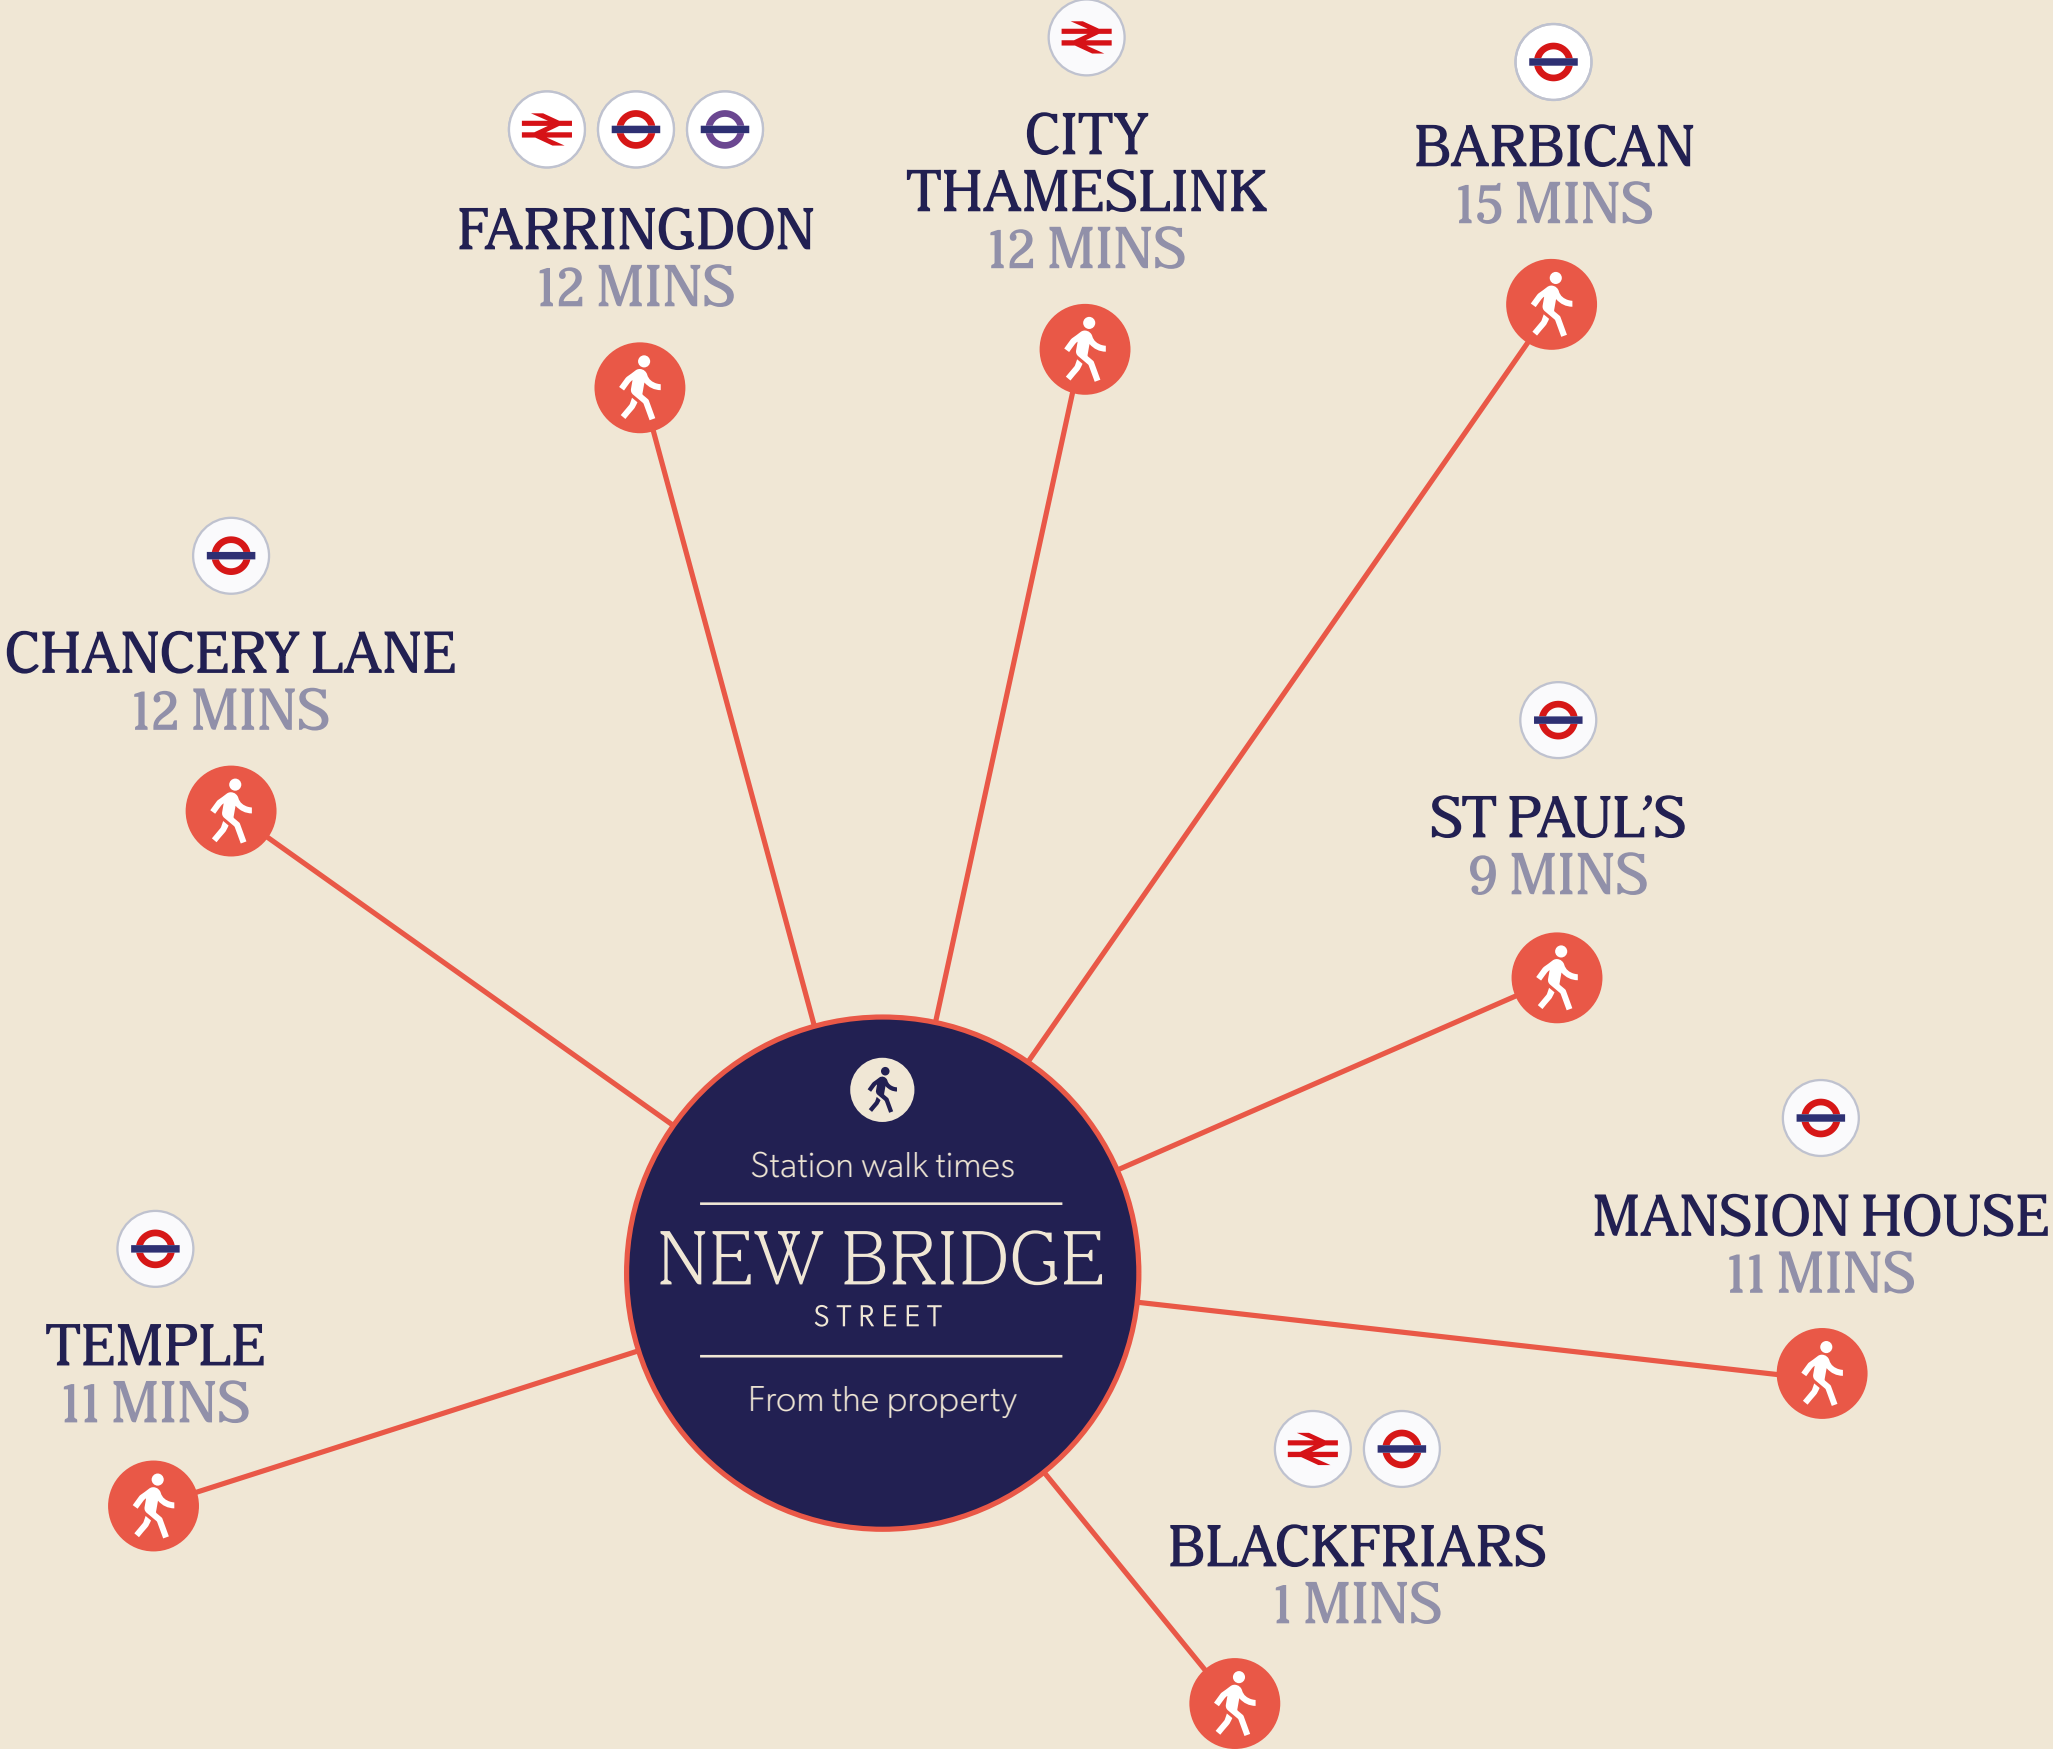 CITY
THAMESLINK
12 MINS
BARBICAN
15 MINS
FARRINGDON
12 MINS
CHANCERY LANE
12 MINS
ST PAUL’S
9 MINS
MANSION HOUSE
11 MINS
Station walk times
NEW BRIDGE
STREET
From the property
TEMPLE
11 MINS
BLACKFRIARS
1 MINS